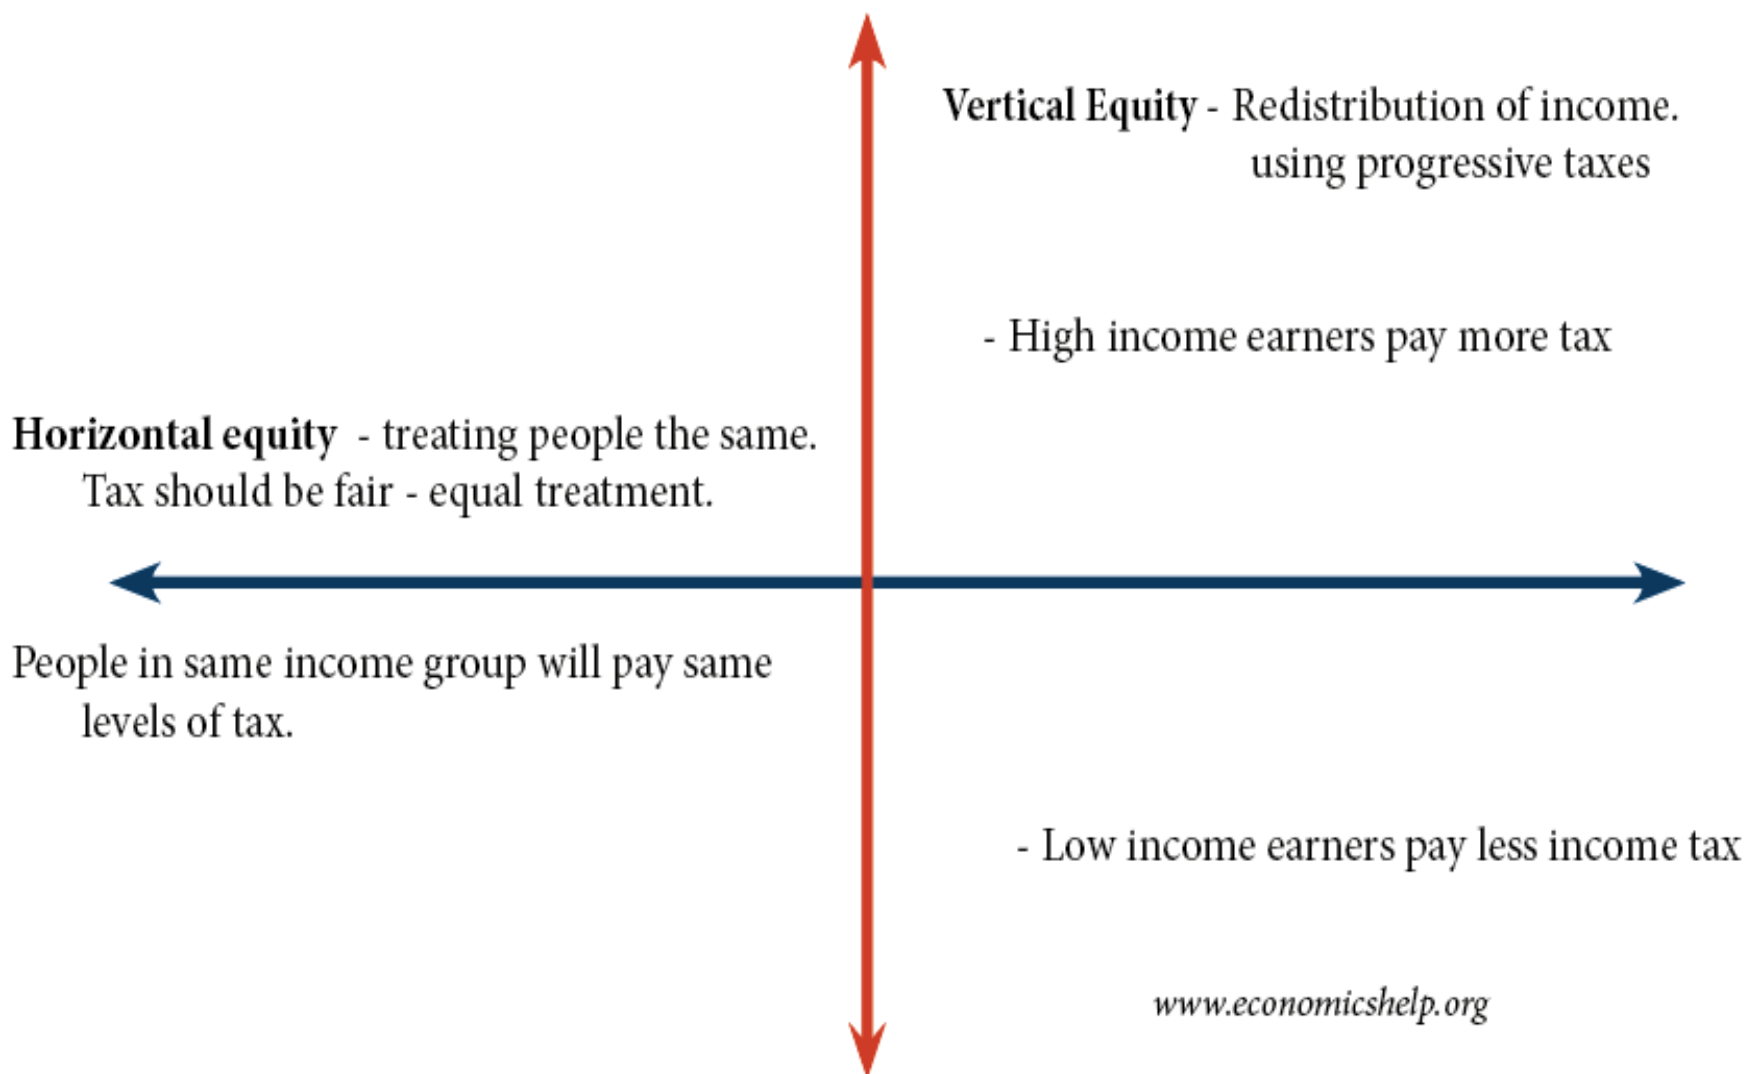 Vertical Equity - Redistribution of income.
using progressive taxes
- High income earners pay more tax
Horizontal equity - treating people the same.
Tax should be fair - equal treatment.
People in same income group will pay same
levels of tax.
- Low income earners pay less income tax
www.economicshelp.org